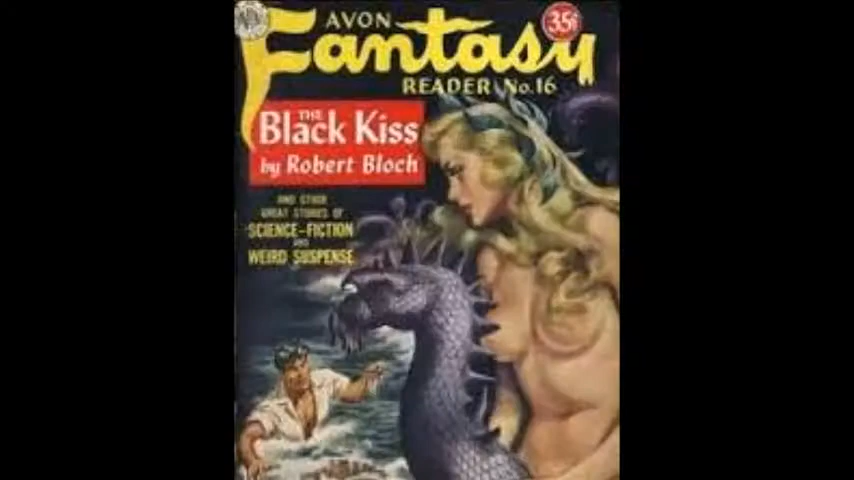 AVON
35¢
Fantasy
READER No. 16
THE
Black Kiss
by Robert Bloch
AND OTHER
GREAT STORIES OF
SCIENCE-FICTION
AND
WEIRD SUSPENSE